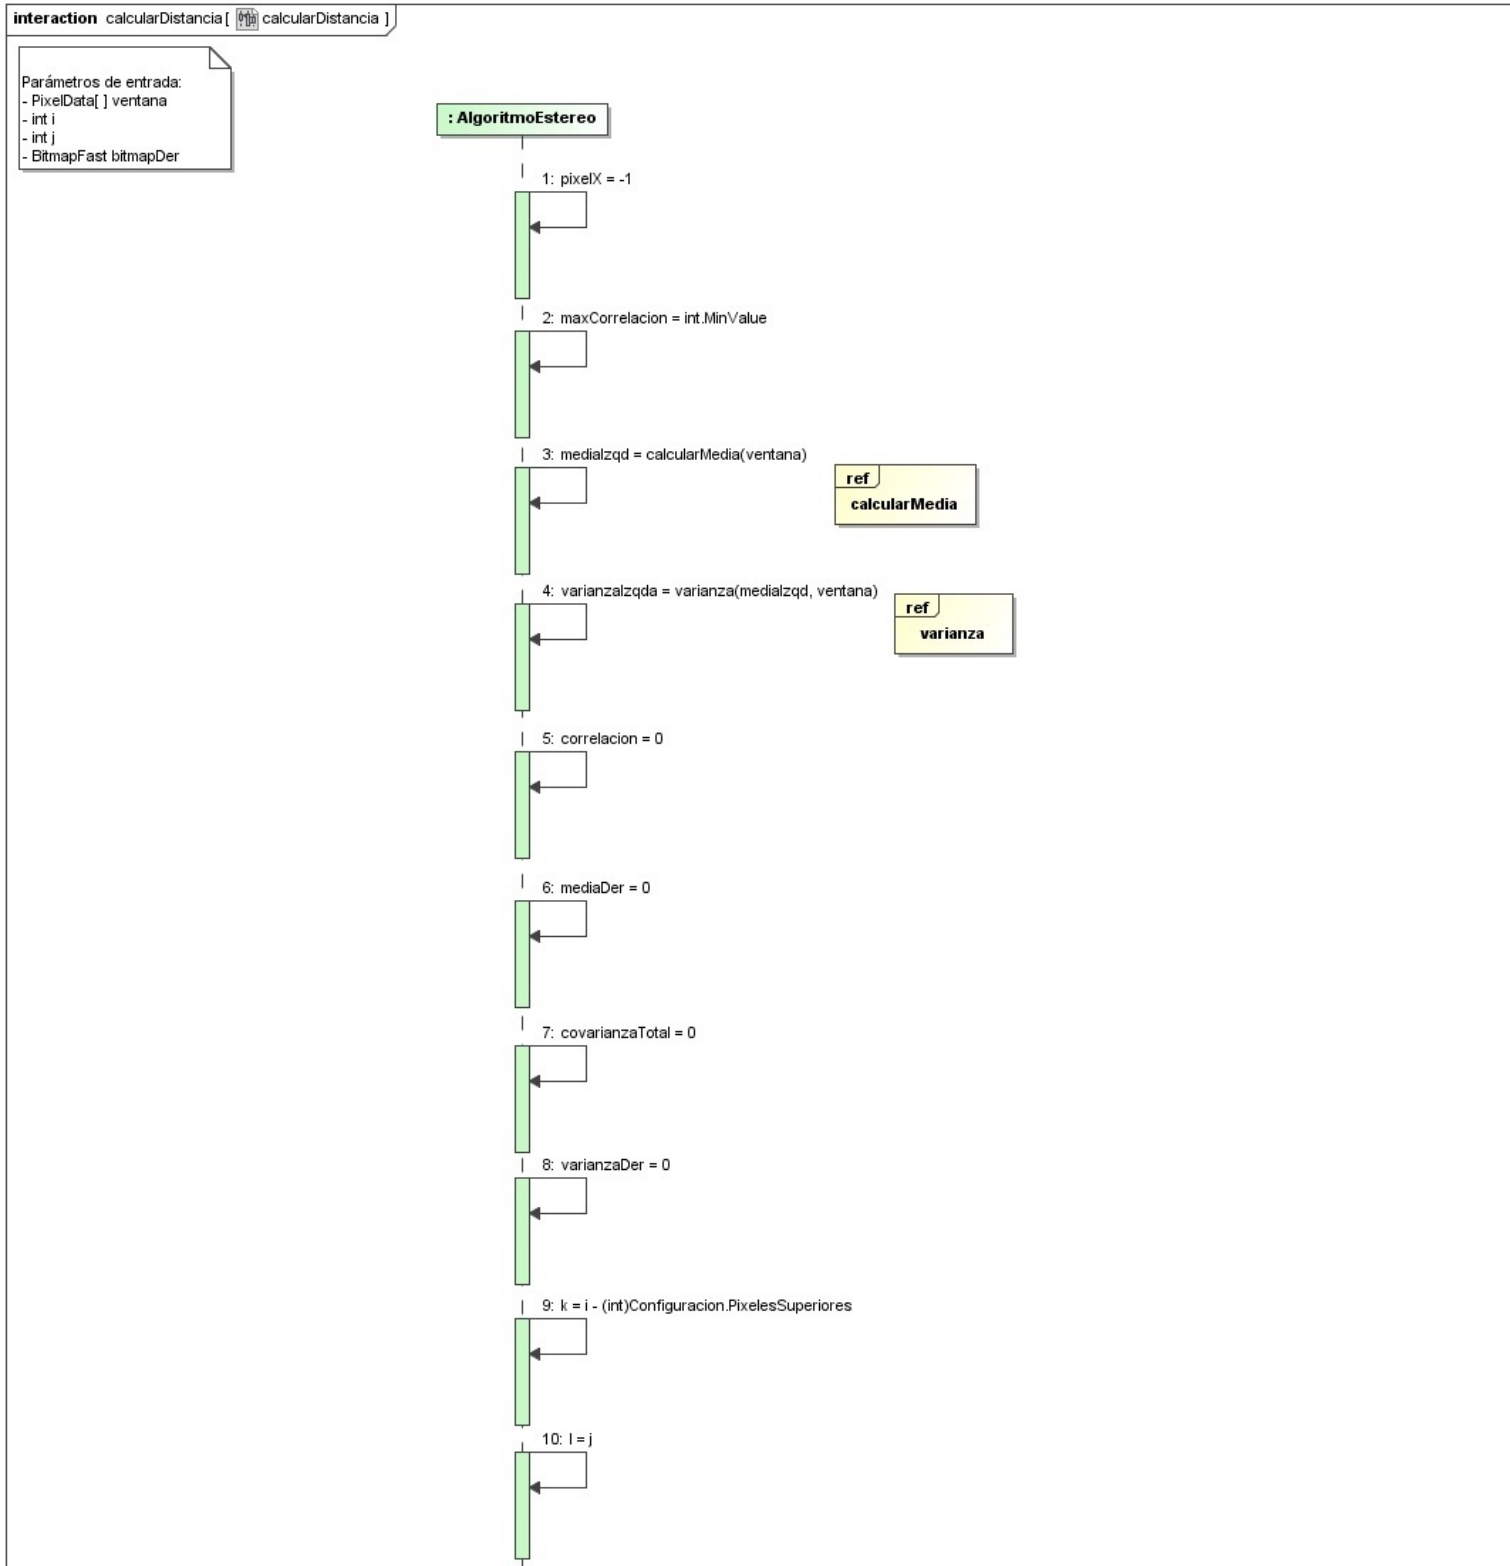 interaction calcularDistancia[ calcularDistancia ]
Parámetros de entrada:
- PixelData[ ] ventana
- int i
- int j
- BitmapFast bitmapDer
: AlgoritmoEstereo
1: pixelX = -1
2: maxCorrelacion = int.MinValue
3: mediaIzqd = calcularMedia(ventana)
ref
calcularMedia
4: varianzaIzqda = varianza(mediaIzqd, ventana)
ref
varianza
5: correlacion = 0
6: mediaDer = 0
7: covarianzaTotal = 0
8: varianzaDer = 0
9: k = i - (int)Configuracion.PixelesSuperiores
10: l = j